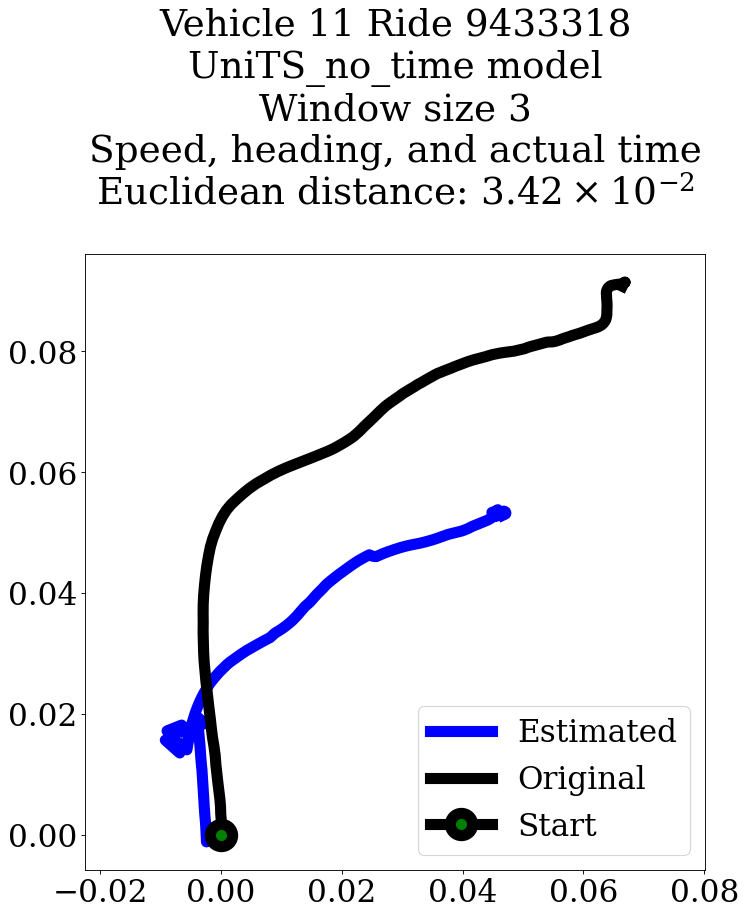 Vehicle 11 Ride 9433318
UniTS_no_time model
Window size 3
Speed, heading, and actual time
Euclidean distance: 3.42 × 10⁻²
0.08
0.06
0.04
0.02
0.00
Estimated
Original
Start
−0.02 0.00 0.02 0.04 0.06 0.08